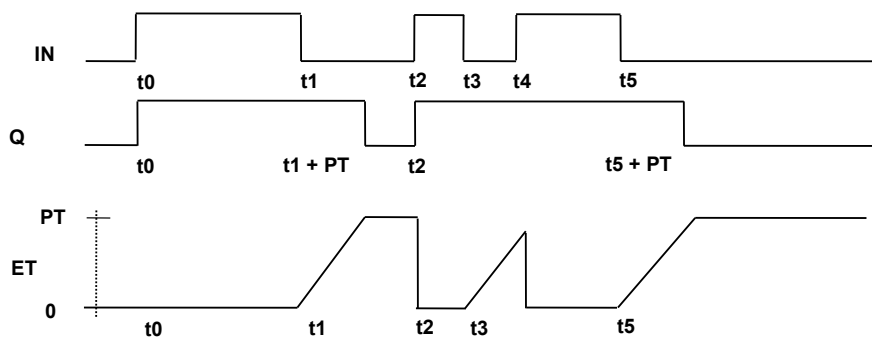 IN
t0 t1 t2 t3 t4 t5
Q
t0 t1 + PT t2 t5 + PT
PT
ET
0
t0 t1 t2 t3 t5